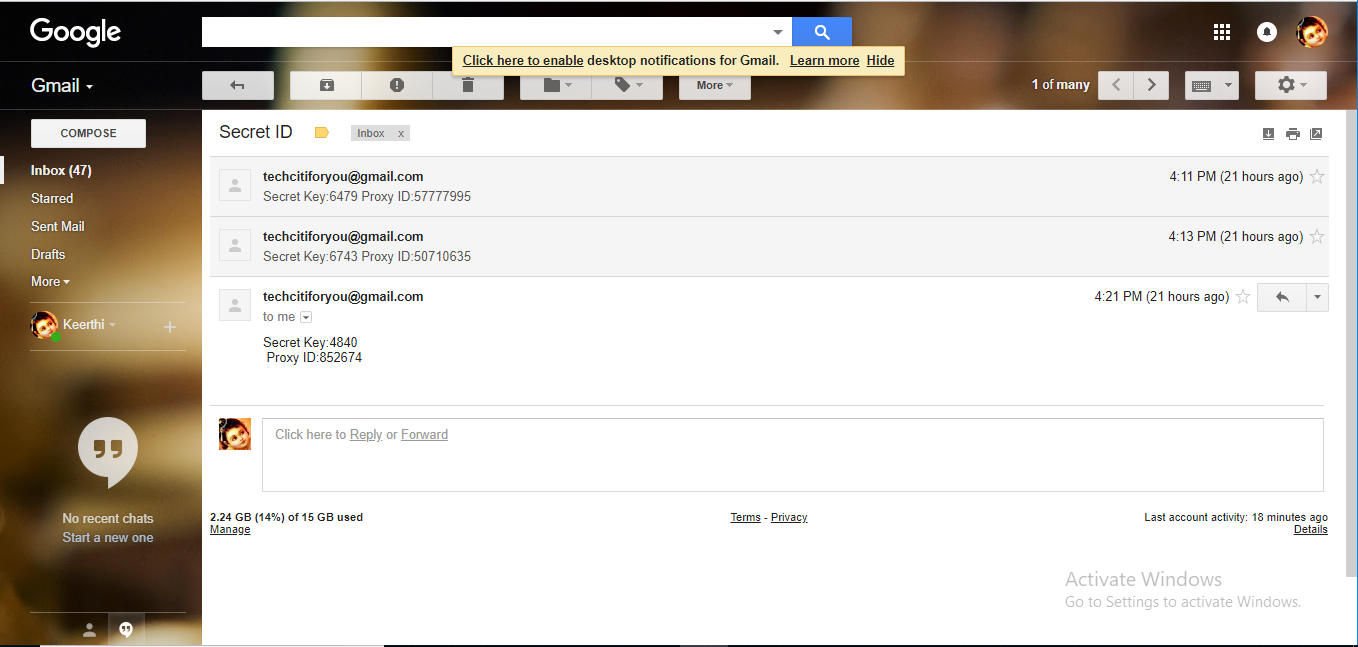 Google
Click here to enable desktop notifications for Gmail. Learn more Hide
Gmail
More
1 of many
COMPOSE
Secret ID
Inbox x
Inbox (47)
Starred
Sent Mail
Drafts
More
Keerthi
techcitiforyou@gmail.com
4:11 PM (21 hours ago)
Secret Key:6479 Proxy ID:57777995
techcitiforyou@gmail.com
4:13 PM (21 hours ago)
Secret Key:6743 Proxy ID:50710635
techcitiforyou@gmail.com
4:21 PM (21 hours ago)
to me
Secret Key:4840
Proxy ID:852674
Click here to Reply or Forward
No recent chats
Start a new one
2.24 GB (14%) of 15 GB used
Manage
Terms - Privacy
Last account activity: 18 minutes ago
Details
Activate Windows
Go to Settings to activate Windows.